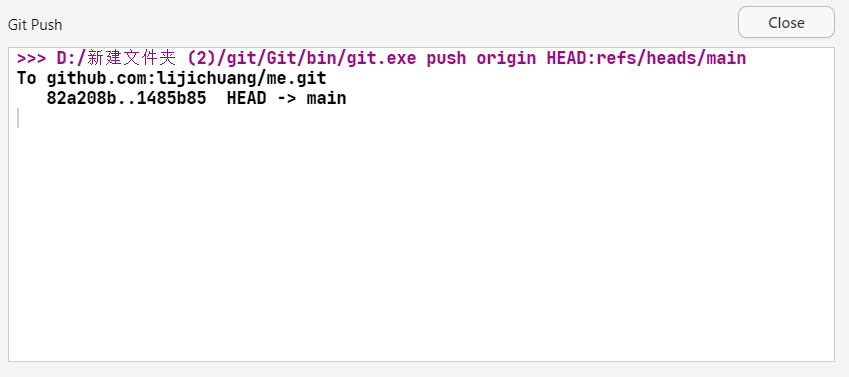 Git Push
Close
>>> D:/新建文件夹 (2)/git/Git/bin/git.exe push origin HEAD:refs/heads/main
To github.com:lijichuang/me.git
   82a208b..1485b85  HEAD -> main